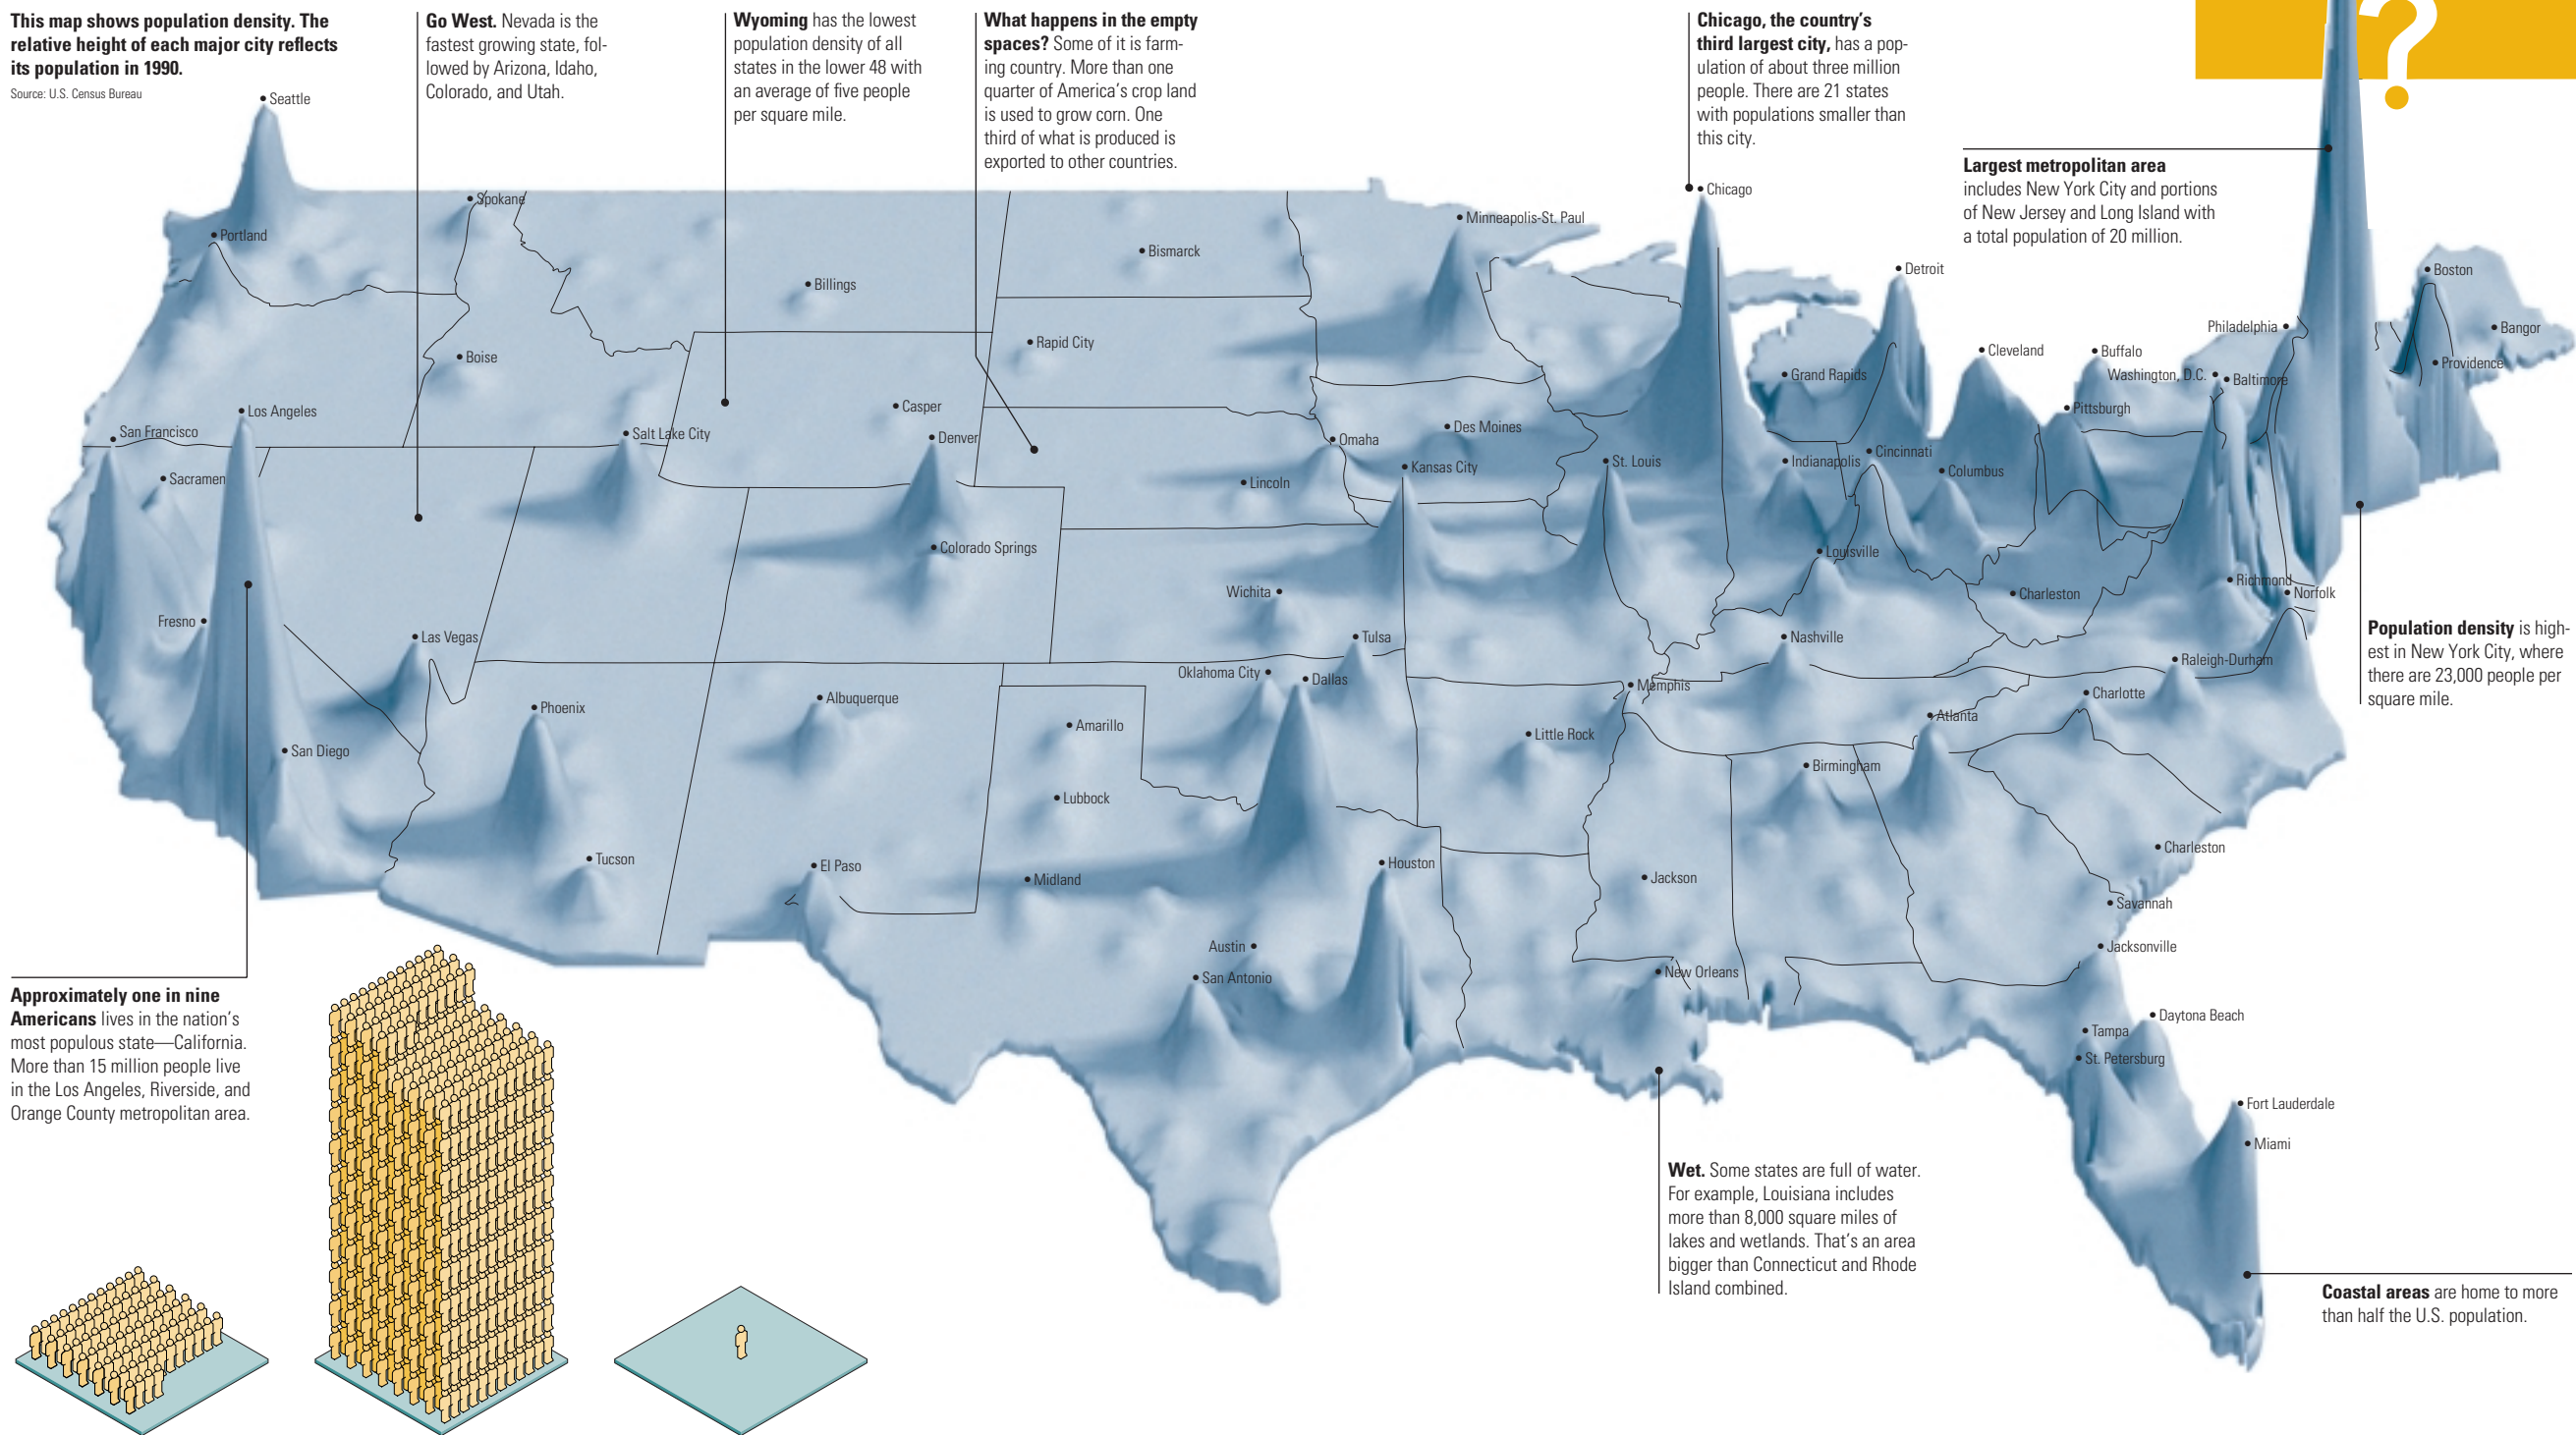 This map shows population density. The
relative height of each major city reflects
its population in 1990.
Source: U.S. Census Bureau
Go West. Nevada is the
fastest growing state, fol-
lowed by Arizona, Idaho,
Colorado, and Utah.
Wyoming has the lowest
population density of all
states in the lower 48 with
an average of five people
per square mile.
What happens in the empty
spaces? Some of it is farm-
ing country. More than one
quarter of America's crop land
is used to grow corn. One
third of what is produced is
exported to other countries.
Chicago, the country's
third largest city, has a pop-
ulation of about three million
people. There are 21 states
with populations smaller than
this city.
?
Largest metropolitan area
includes New York City and portions
of New Jersey and Long Island with
a total population of 20 million.
Seattle
Spokane
Portland
Billings
Bismarck
Minneapolis-St. Paul
Chicago
Detroit
Boston
Philadelphia
Bangor
Boise
Rapid City
Grand Rapids
Cleveland
Buffalo
Washington, D.C.
Baltimore
Providence
Pittsburgh
Los Angeles
San Francisco
Sacramen
Salt Lake City
Casper
Denver
Omaha
Des Moines
Kansas City
Lincoln
St. Louis
Indianapolis
Cincinnati
Columbus
Colorado Springs
Louisville
Wichita
Charleston
Richmond
Norfolk
Fresno
Las Vegas
Tulsa
Nashville
Oklahoma City
Dallas
Memphis
Raleigh-Durham
Charlotte
Population density is high-
est in New York City, where
there are 23,000 people per
square mile.
Phoenix
Albuquerque
Amarillo
Little Rock
Atlanta
San Diego
Birmingham
Lubbock
Tucson
El Paso
Midland
Houston
Jackson
Charleston
Savannah
Austin
San Antonio
New Orleans
Jacksonville
Daytona Beach
Tampa
St. Petersburg
Fort Lauderdale
Miami
Approximately one in nine
Americans lives in the nation's
most populous state—California.
More than 15 million people live
in the Los Angeles, Riverside, and
Orange County metropolitan area.
Wet. Some states are full of water.
For example, Louisiana includes
more than 8,000 square miles of
lakes and wetlands. That's an area
bigger than Connecticut and Rhode
Island combined.
Coastal areas are home to more
than half the U.S. population.